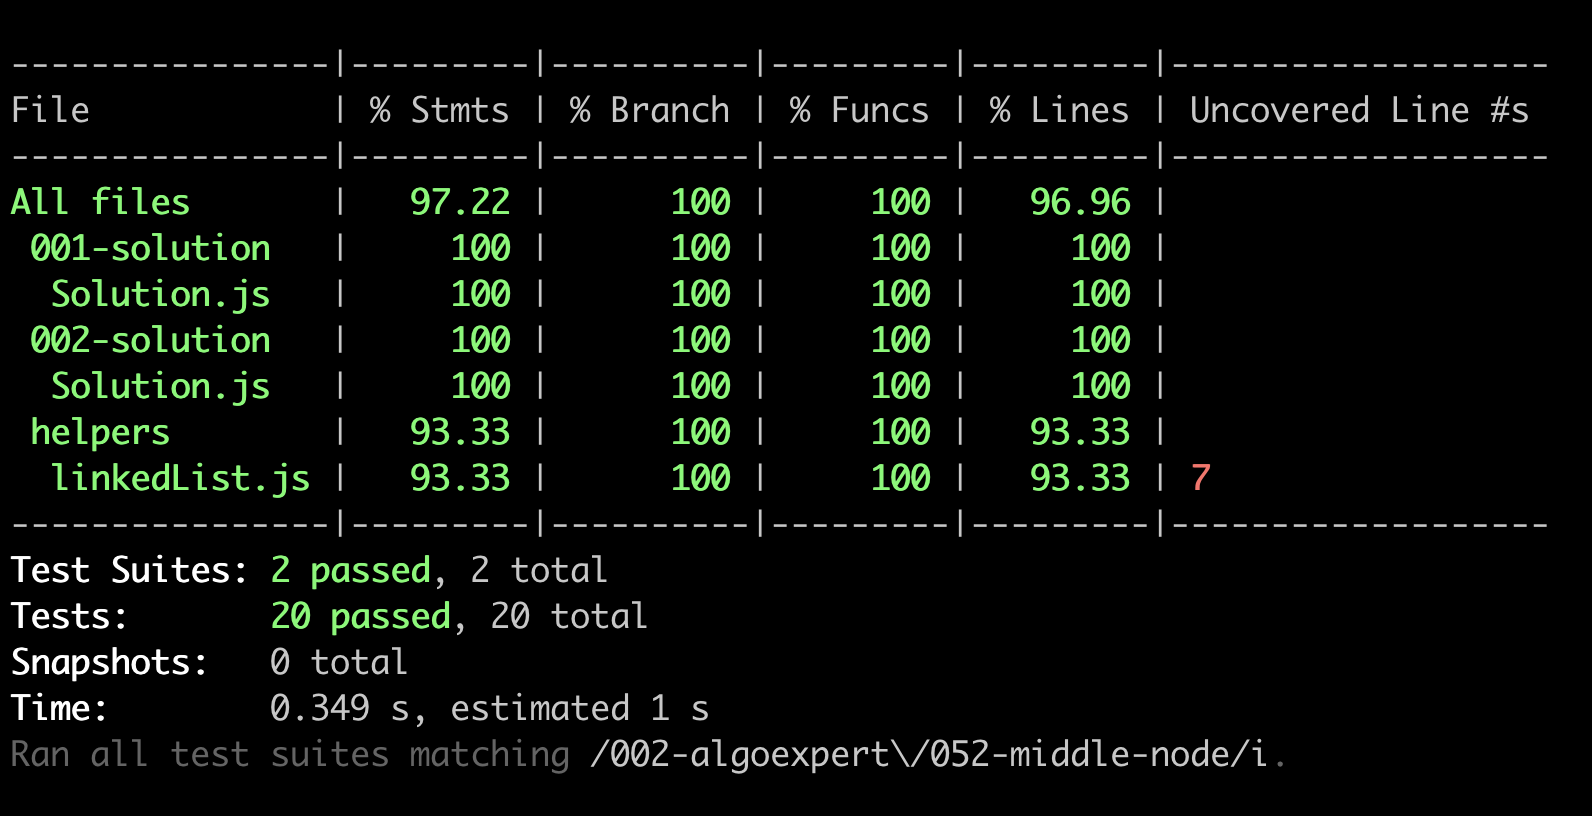 ----------------|---------|----------|---------|---------|-------------------
File            | % Stmts | % Branch | % Funcs | % Lines | Uncovered Line #s
----------------|---------|----------|---------|---------|-------------------
All files       |   97.22 |      100 |     100 |   96.96 |
 001-solution   |     100 |      100 |     100 |     100 |
  Solution.js   |     100 |      100 |     100 |     100 |
 002-solution   |     100 |      100 |     100 |     100 |
  Solution.js   |     100 |      100 |     100 |     100 |
 helpers        |   93.33 |      100 |     100 |   93.33 |
  linkedList.js |   93.33 |      100 |     100 |   93.33 | 7
----------------|---------|----------|---------|---------|-------------------
Test Suites: 2 passed, 2 total
Tests:       20 passed, 20 total
Snapshots:   0 total
Time:        0.349 s, estimated 1 s
Ran all test suites matching /002-algoexpert\/052-middle-node/i.